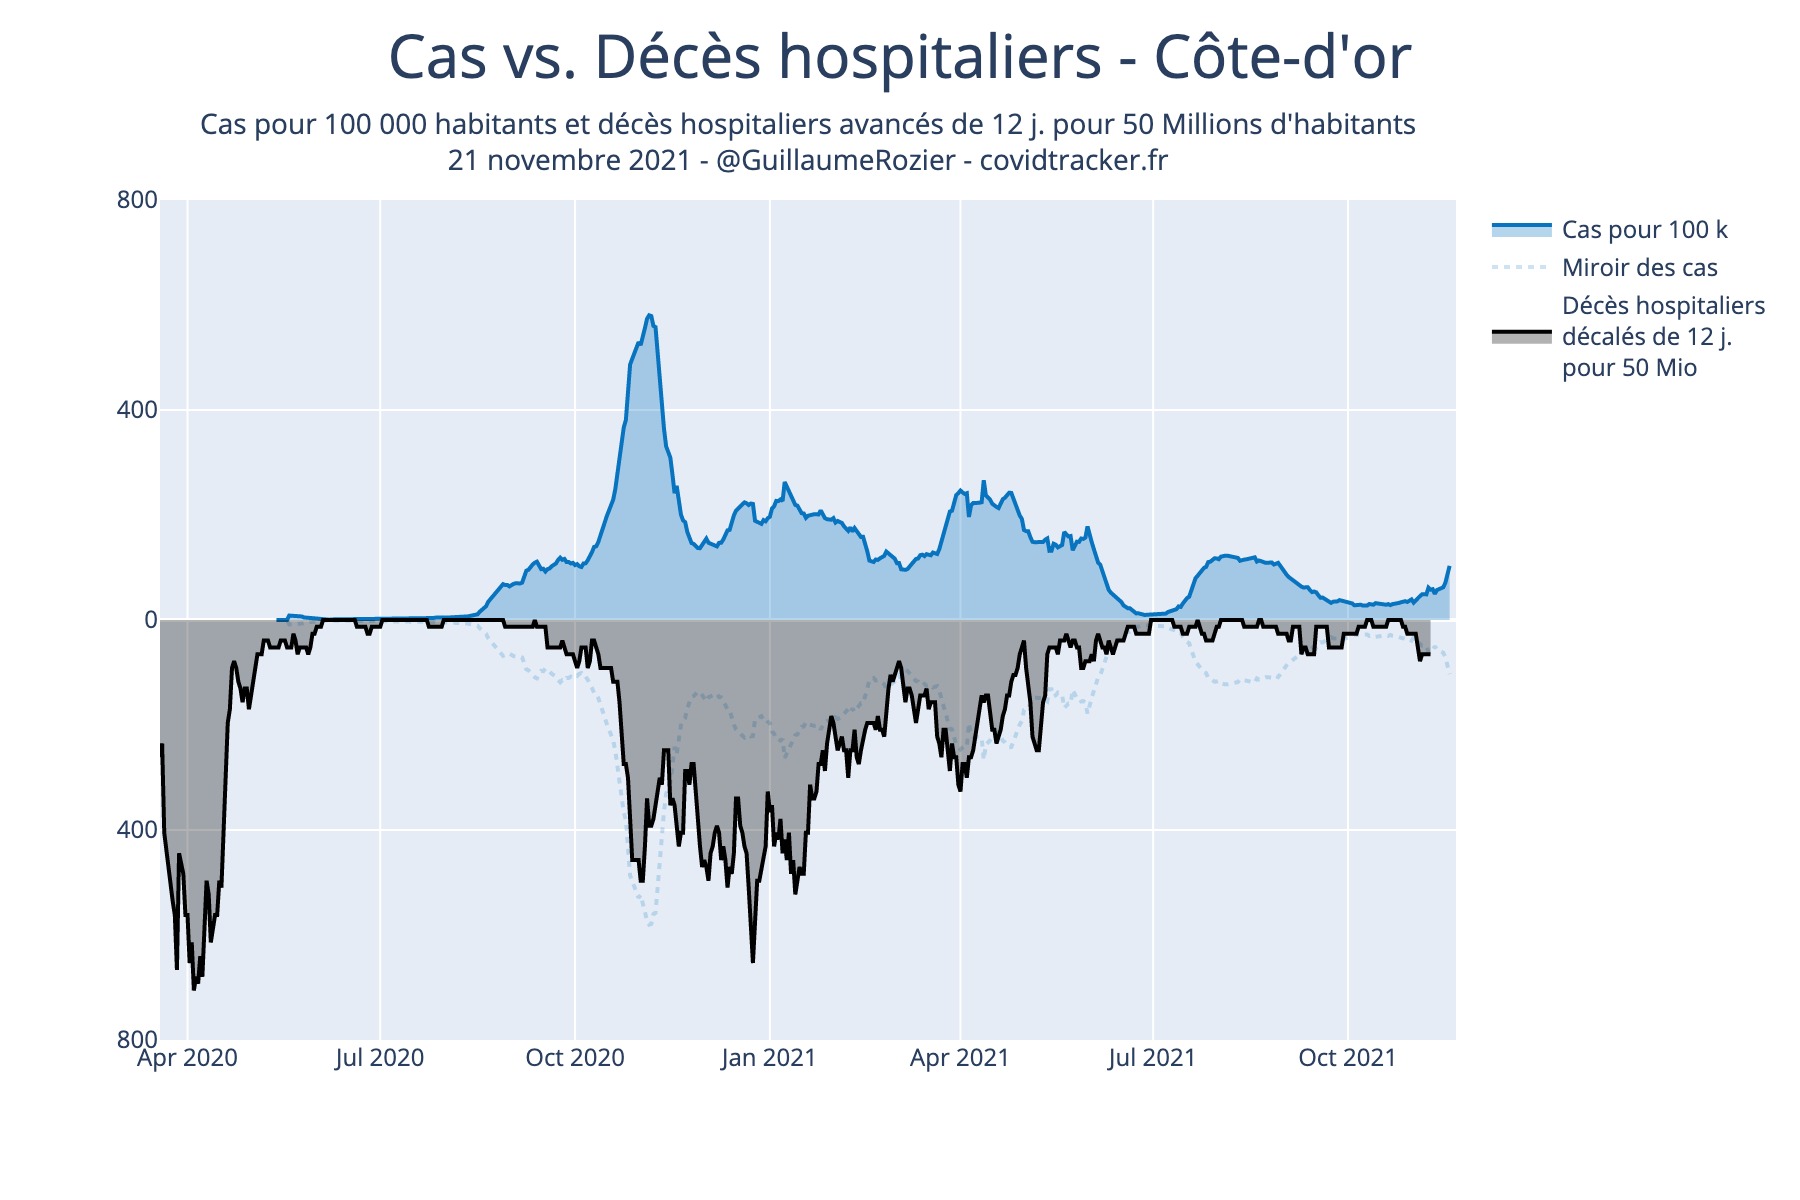 Cas vs. Décès hospitaliers - Côte-d'or
Cas pour 100 000 habitants et décès hospitaliers avancés de 12 j. pour 50 Millions d'habitants
21 novembre 2021 - @GuillaumeRozier - covidtracker.fr
800
400
0
400
800
Apr 2020
Jul 2020
Oct 2020
Jan 2021
Apr 2021
Jul 2021
Oct 2021
Cas pour 100 k
Miroir des cas
Décès hospitaliers
décalés de 12 j.
pour 50 Mio